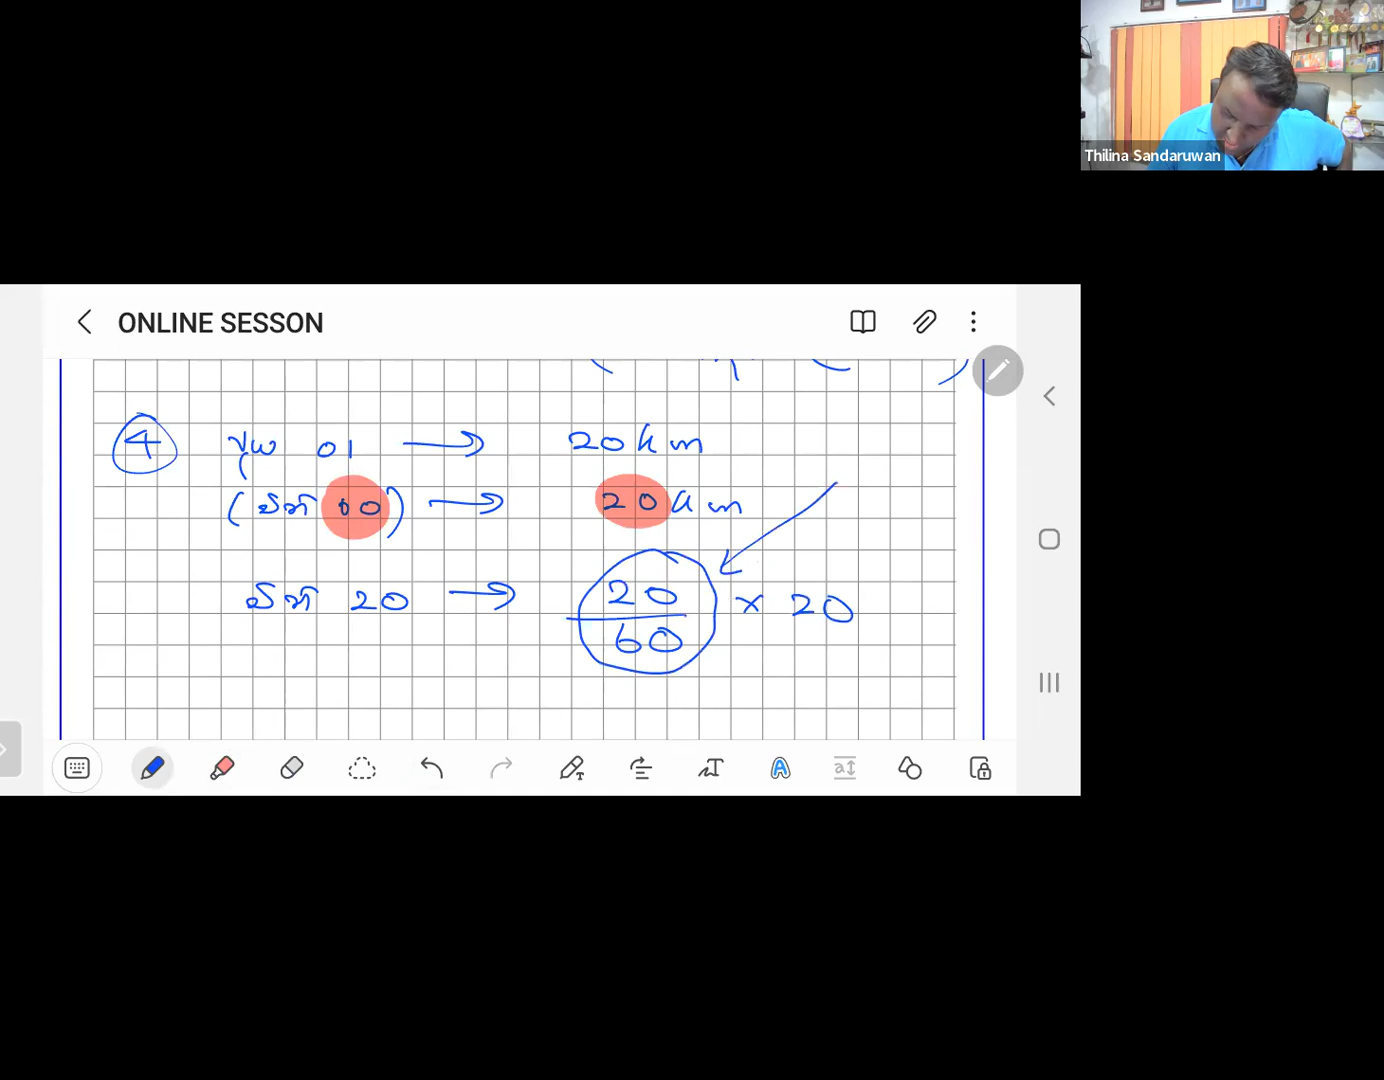 Thilina Sandaruwan
ONLINE SESSON
4 පැය 01 → 20km
(මිනි 60) → 20km
මිනි 20 → 20/60 × 20